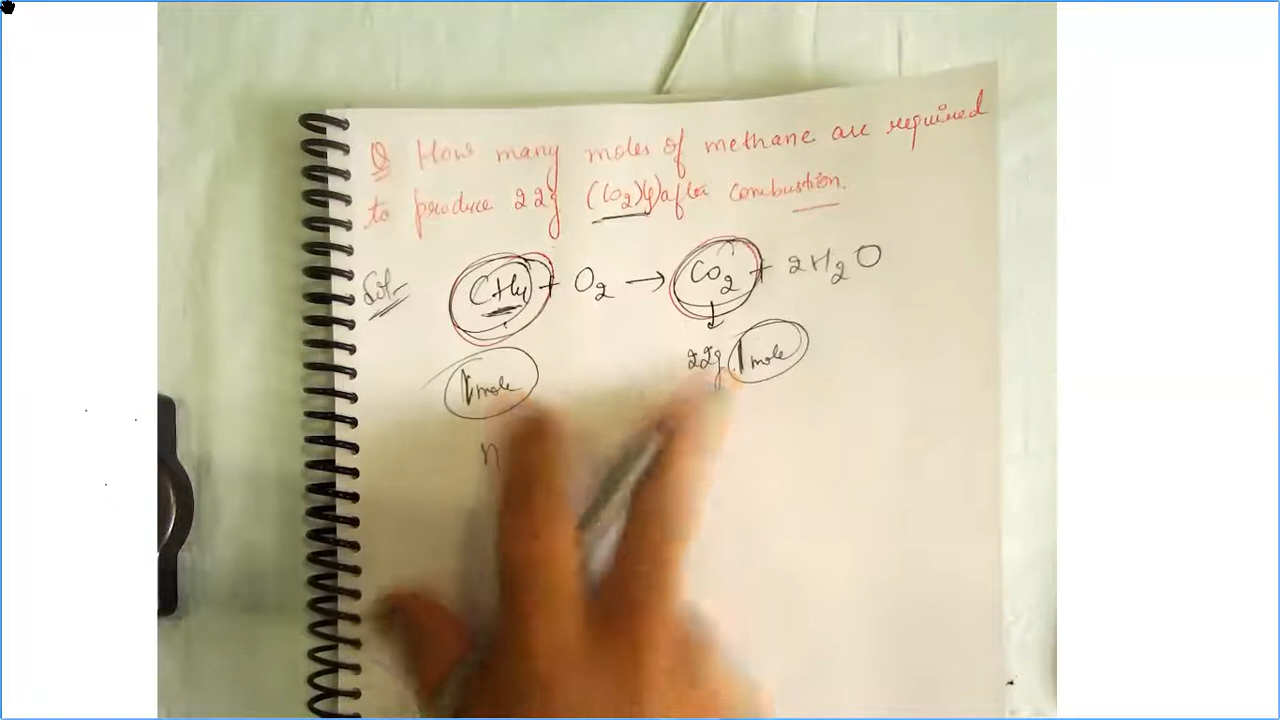 Q How many moles of methane are required
to produce 22g (CO2)(g) after combustion.
Sol- CH4 + O2 → CO2 + 2H2O
1 mole 22g 1 mole
n